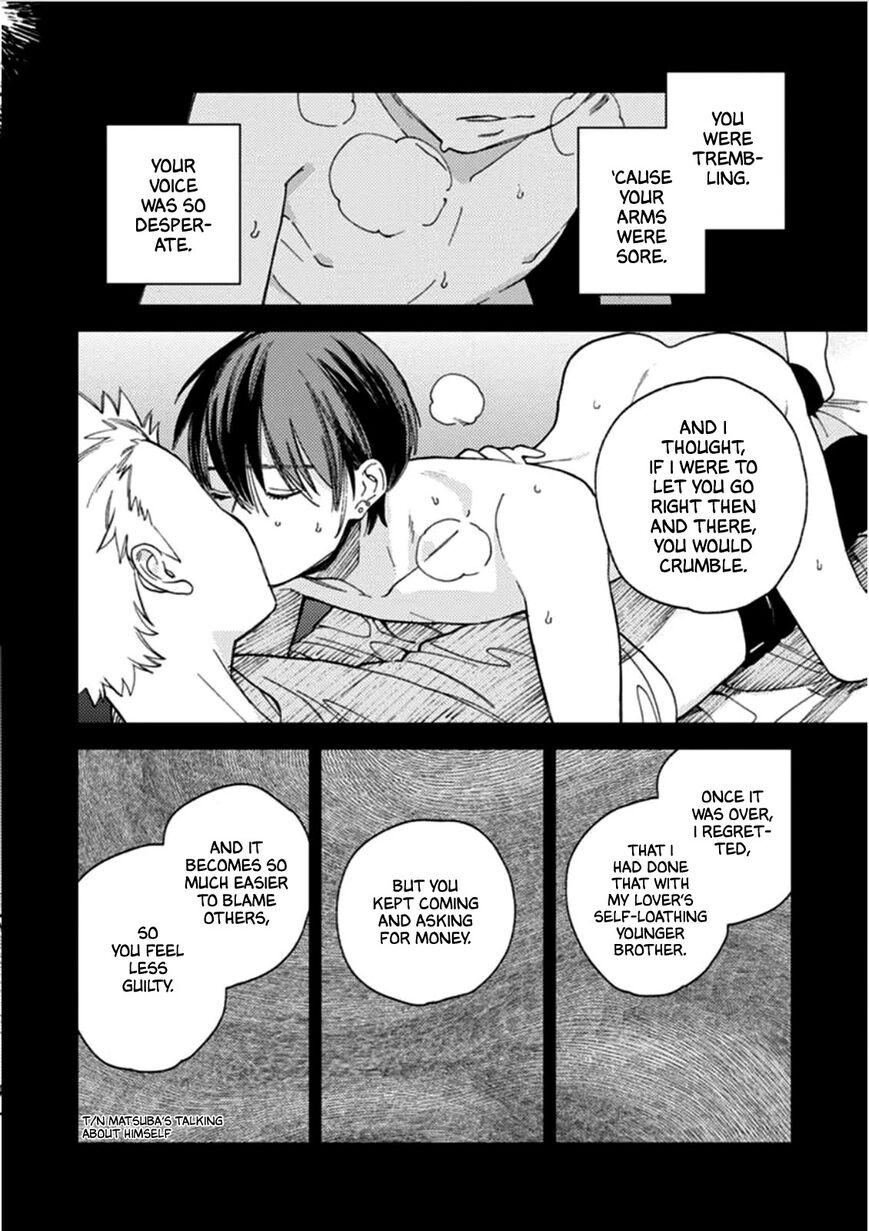 YOU
WERE
TREMB-
LING.
'CAUSE
YOUR
ARMS
WERE
SORE.
YOUR
VOICE
WAS SO
DESPER-
ATE.
AND I
THOUGHT,
IF I WERE TO
LET YOU GO
RIGHT THEN
AND THERE,
YOU WOULD
CRUMBLE.
ONCE IT
WAS OVER,
I REGRET-
TED,
THAT I
HAD DONE
THAT WITH
MY LOVER'S
SELF-LOATHING
YOUNGER
BROTHER.
BUT YOU
KEPT COMING
AND ASKING
FOR MONEY.
AND IT
BECOMES SO
MUCH EASIER
TO BLAME
OTHERS,
SO
YOU FEEL
LESS
GUILTY.
T/N MATSUBA'S TALKING
ABOUT HIMSELF